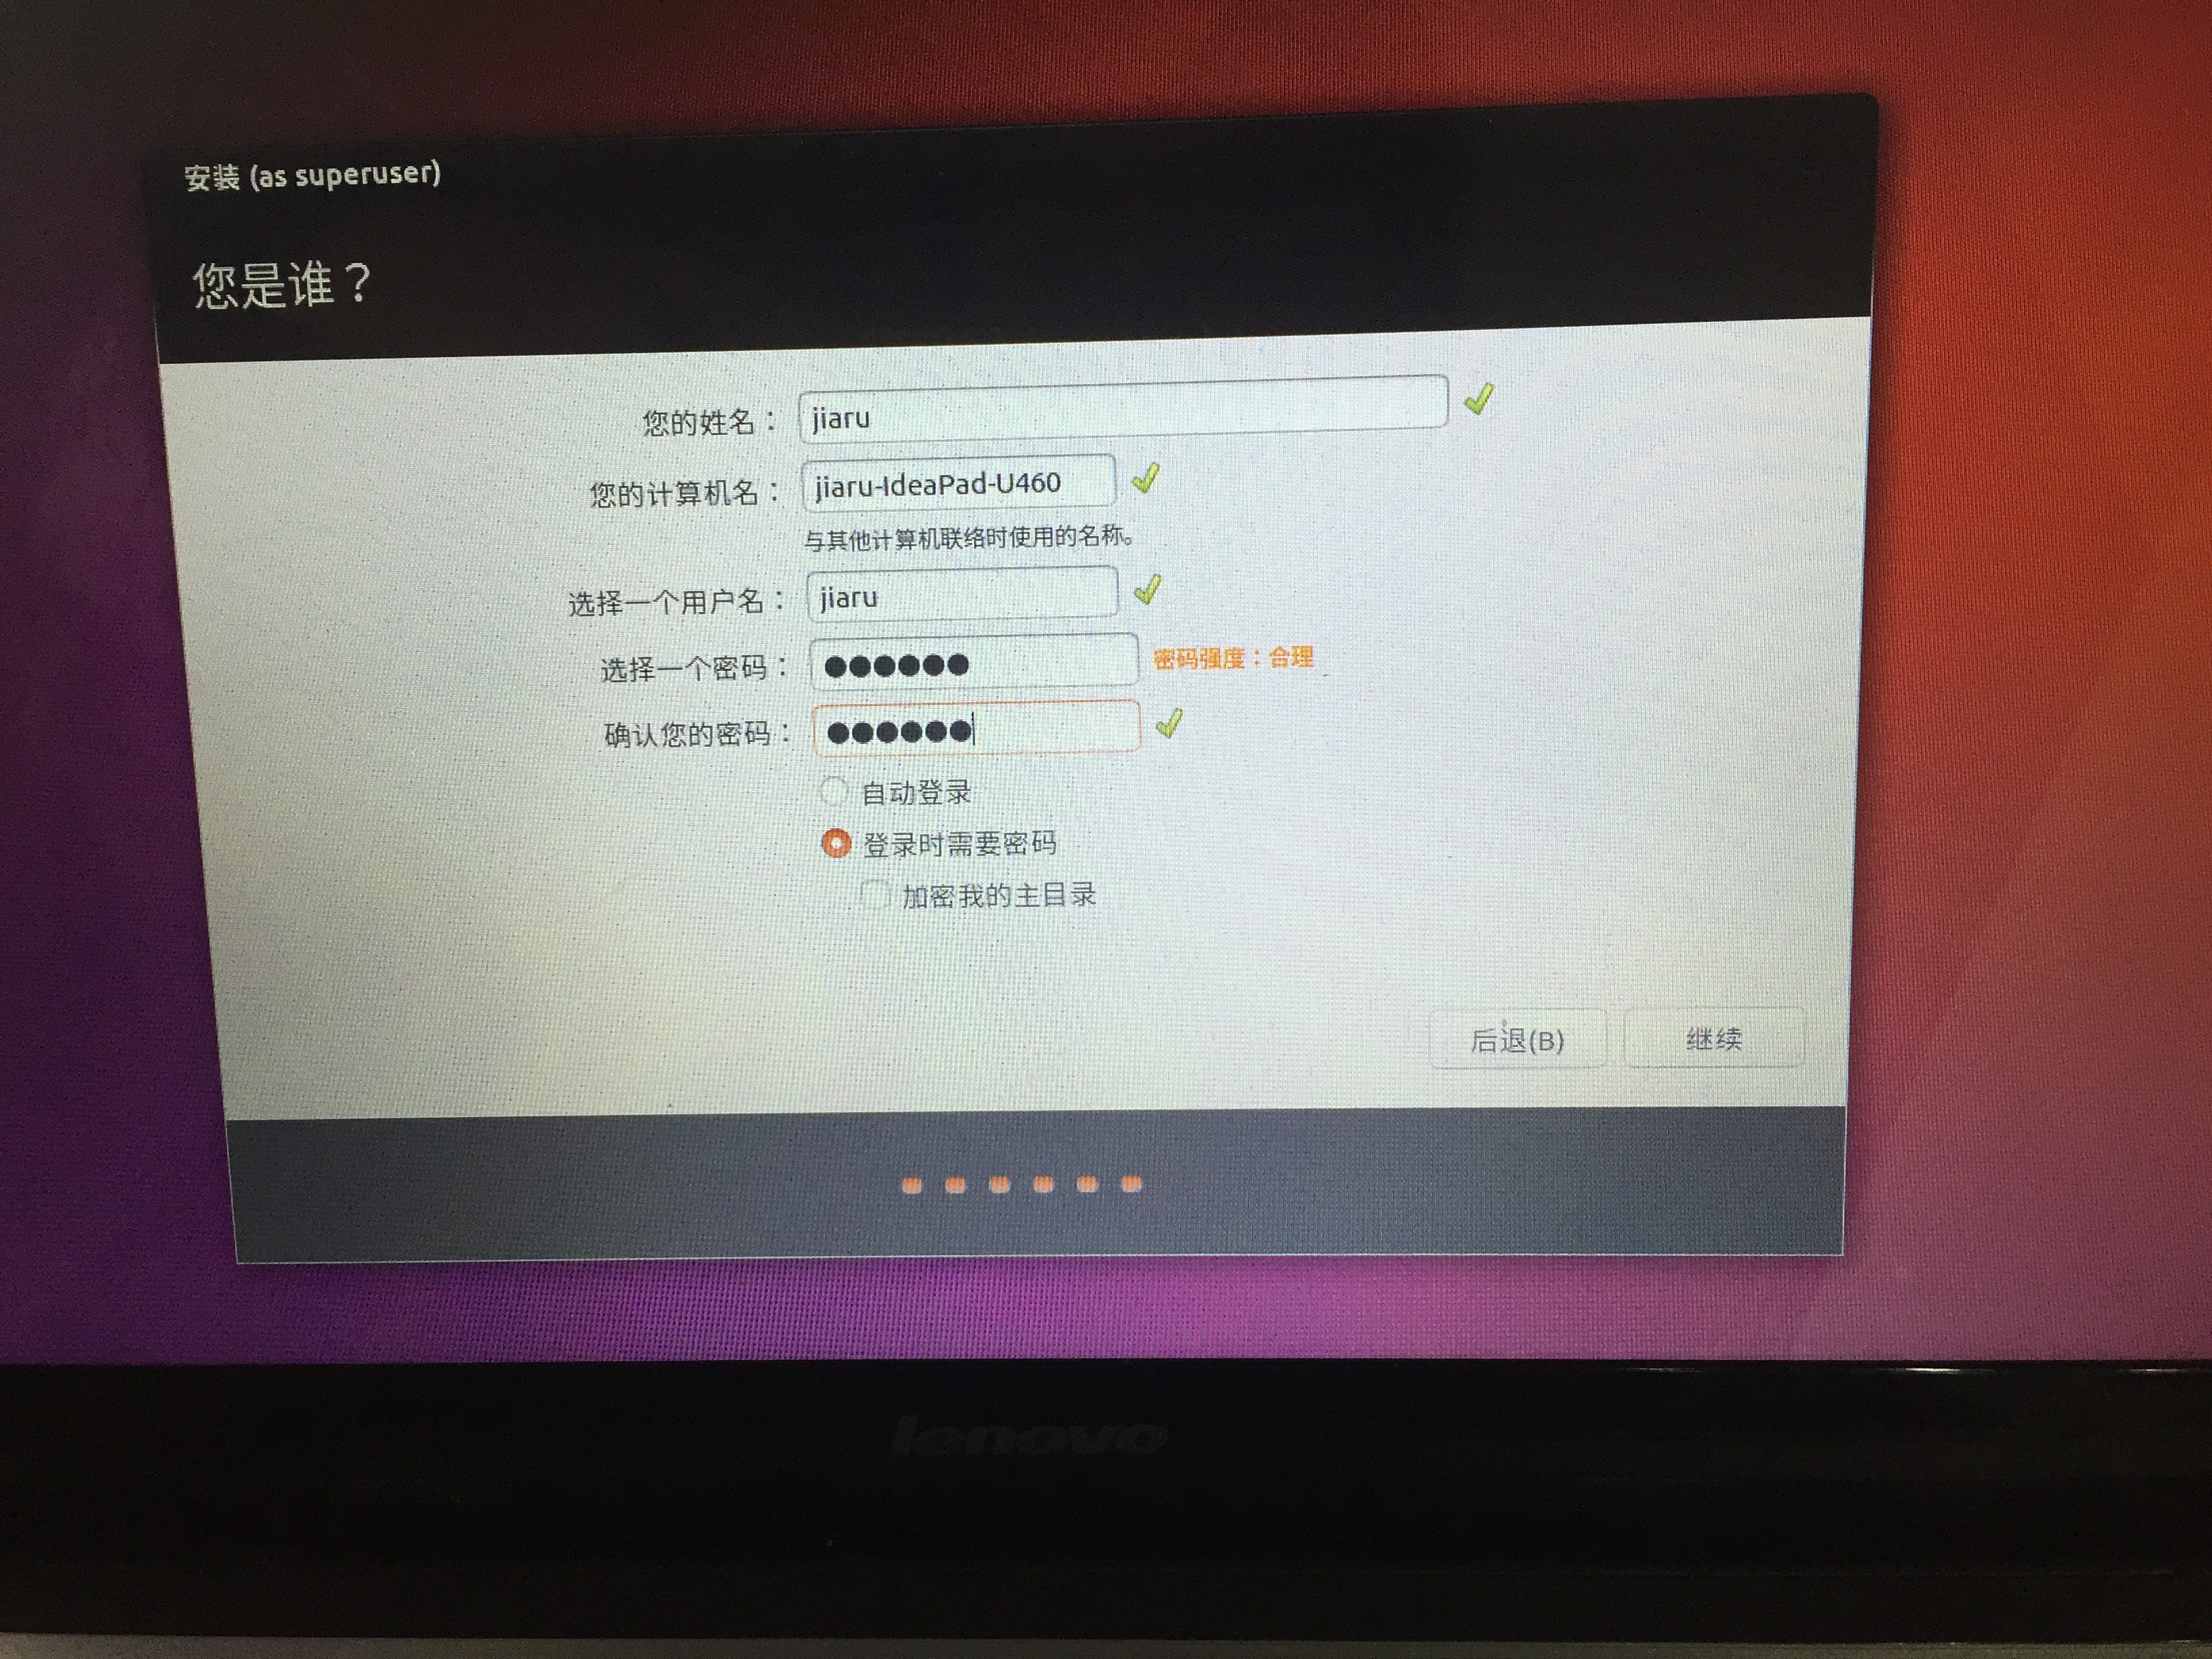 安装 (as superuser)
您是谁？
您的姓名： jiaru
您的计算机名： jiaru-IdeaPad-U460
与其他计算机联络时使用的名称。
选择一个用户名： jiaru
选择一个密码： ●●●●●● 密码强度：合理
确认您的密码： ●●●●●●
自动登录
登录时需要密码
加密我的主目录
后退(B) 继续
lenovo